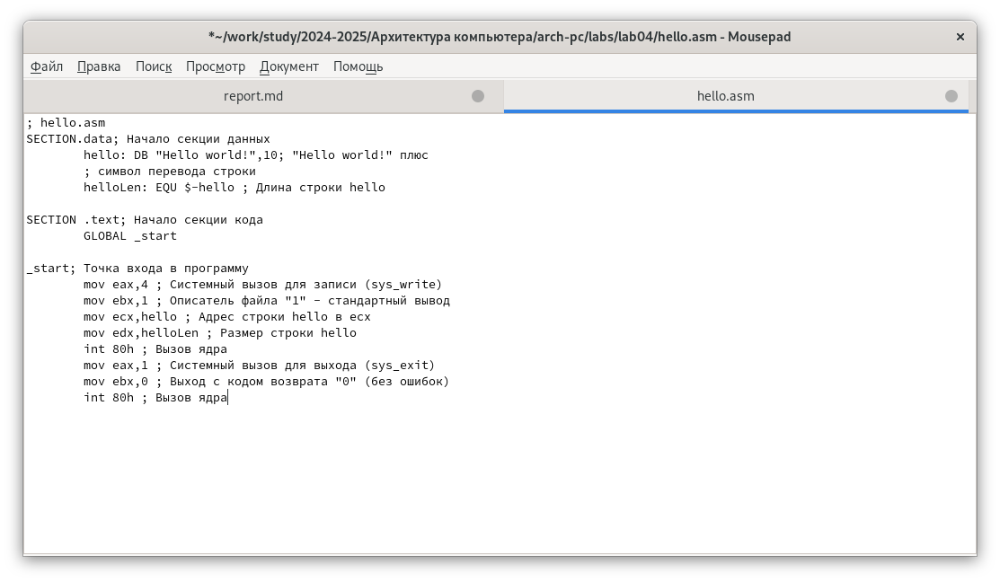 *~/work/study/2024-2025/Архитектура компьютера/arch-pc/labs/lab04/hello.asm - Mousepad
Файл Правка Поиск Просмотр Документ Помощь
report.md hello.asm
; hello.asm
SECTION.data; Начало секции данных
hello: DB "Hello world!",10; "Hello world!" плюс
; символ перевода строки
helloLen: EQU $-hello ; Длина строки hello
SECTION .text; Начало секции кода
GLOBAL _start
_start; Точка входа в программу
mov eax,4 ; Системный вызов для записи (sys_write)
mov ebx,1 ; Описатель файла "1" - стандартный вывод
mov ecx,hello ; Адрес строки hello в ecx
mov edx,helloLen ; Размер строки hello
int 80h ; Вызов ядра
mov eax,1 ; Системный вызов для выхода (sys_exit)
mov ebx,0 ; Выход с кодом возврата "0" (без ошибок)
int 80h ; Вызов ядра